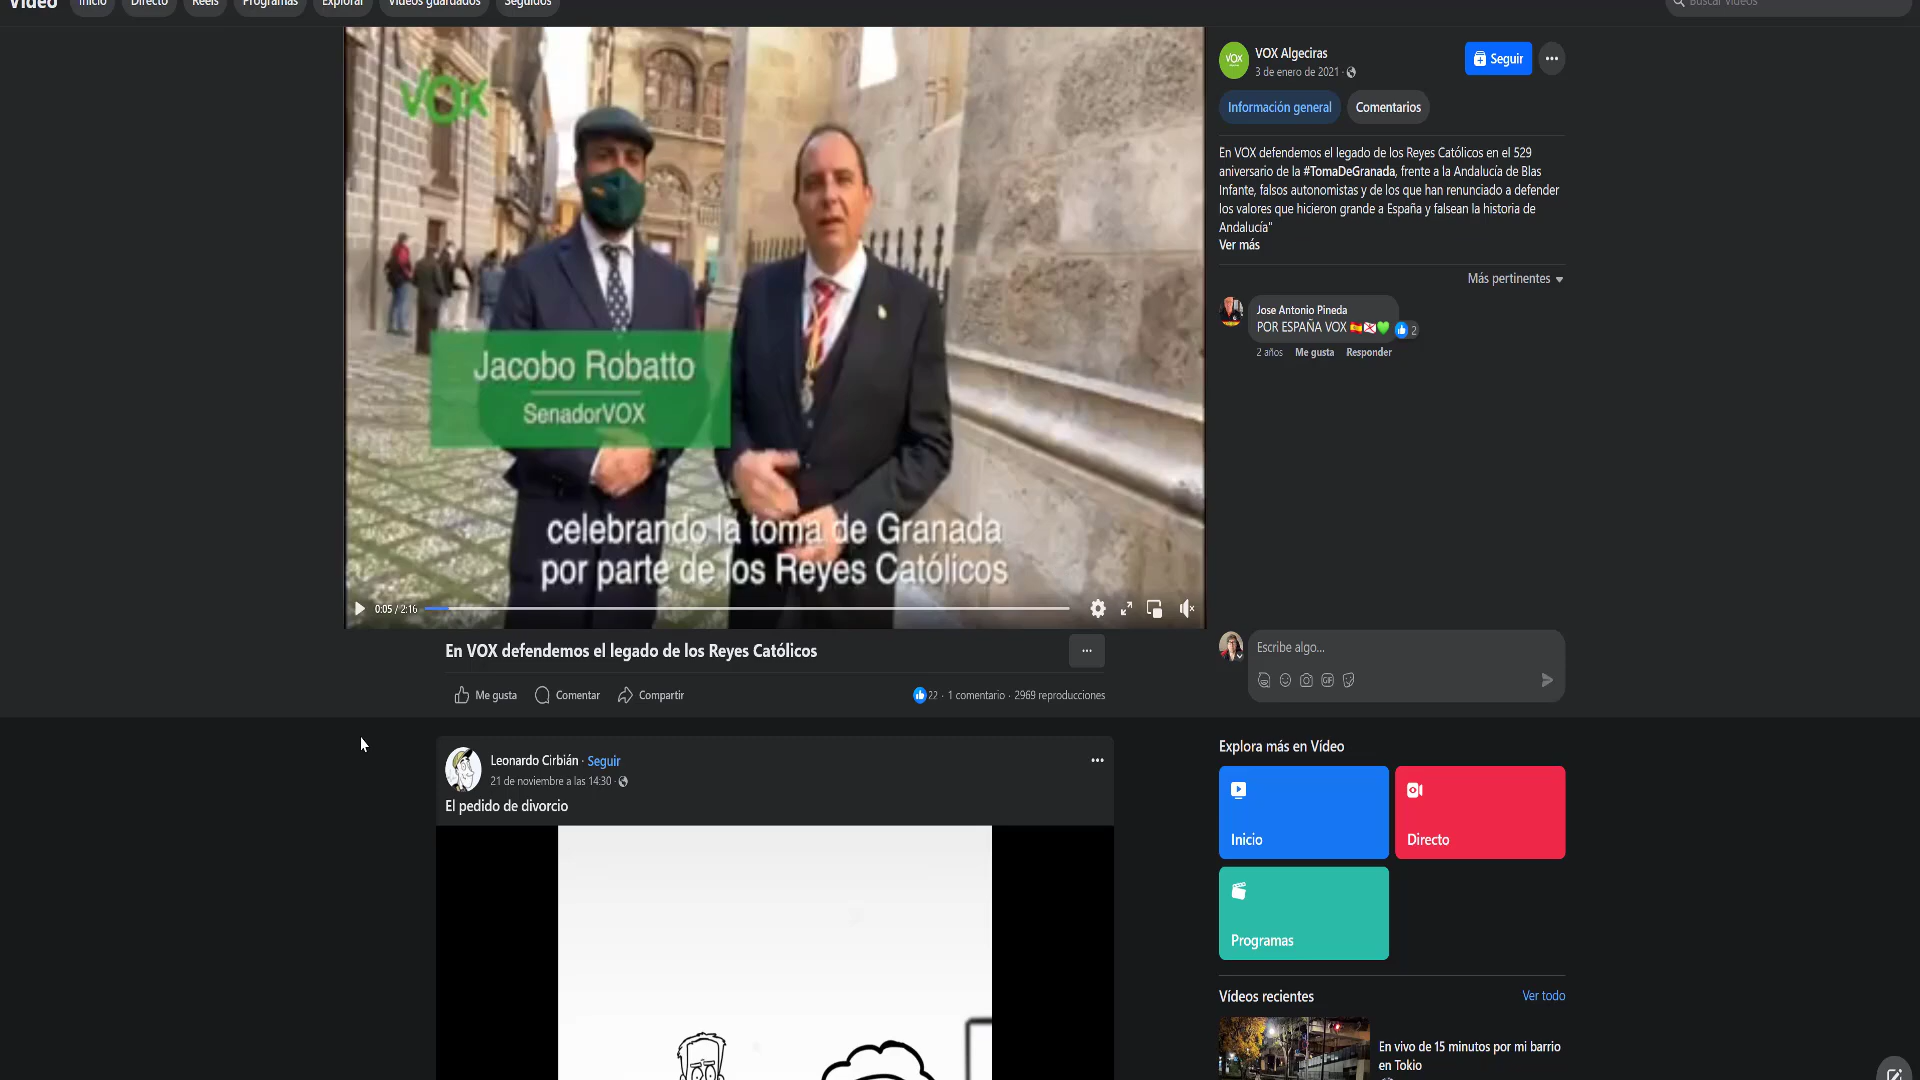 Vídeo
Inicio
Directo
Reels
Programas
Explorar
Vídeos guardados
Seguidos
Buscar vídeos
VOX
Jacobo Robatto
SenadorVOX
celebrando la toma de Granada
por parte de los Reyes Católicos
0:05 / 2:16
En VOX defendemos el legado de los Reyes Católicos
Me gusta
Comentar
Compartir
22 · 1 comentario · 2969 reproducciones
VOX
VOX Algeciras
3 de enero de 2021 ·
Seguir
Información general
Comentarios
En VOX defendemos el legado de los Reyes Católicos en el 529
aniversario de la #TomaDeGranada, frente a la Andalucía de Blas
Infante, falsos autonomistas y de los que han renunciado a defender
los valores que hicieron grande a España y falsean la historia de
Andalucía"
Ver más
Más pertinentes
Jose Antonio Pineda
POR ESPAÑA VOX 🇪🇸💚
2
2 años Me gusta Responder
Escribe algo...
GIF
Leonardo Cirbián · Seguir
21 de noviembre a las 14:30 ·
El pedido de divorcio
Explora más en Vídeo
Inicio
Directo
Programas
Vídeos recientes
Ver todo
En vivo de 15 minutos por mi barrio
en Tokio